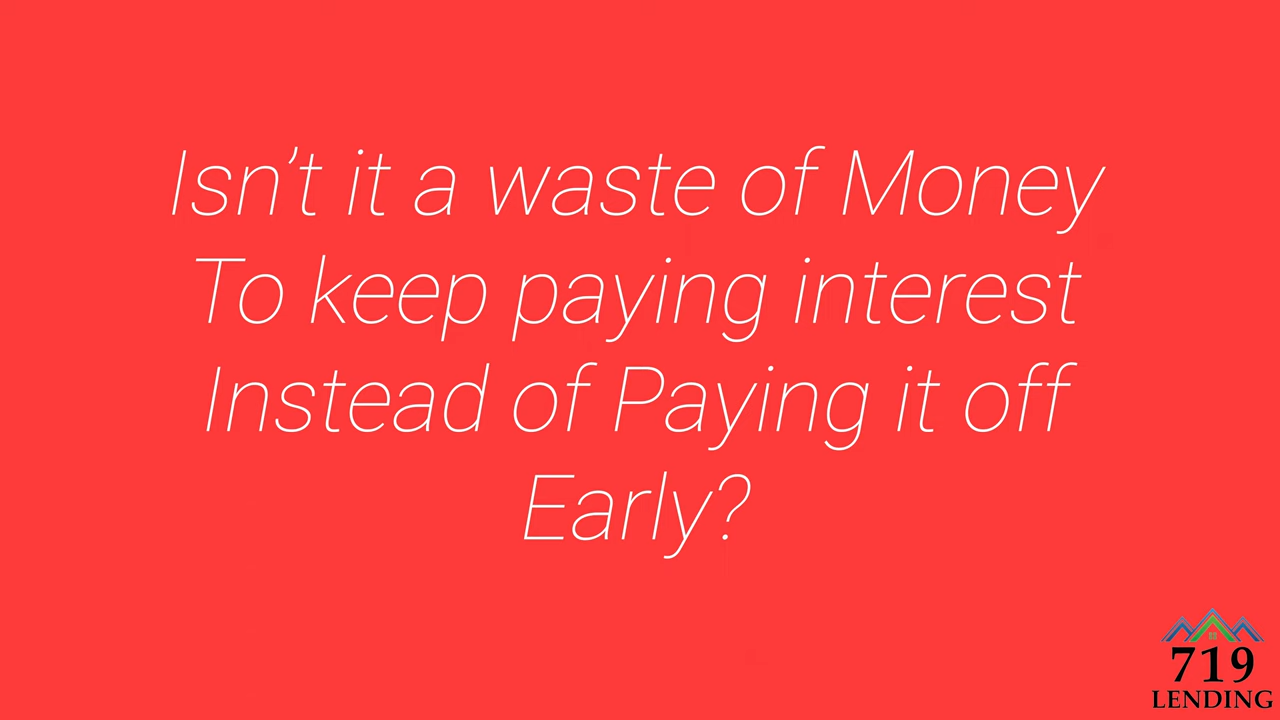 Isn’t it a waste of Money
To keep paying interest
Instead of Paying it off
Early?
719
LENDING